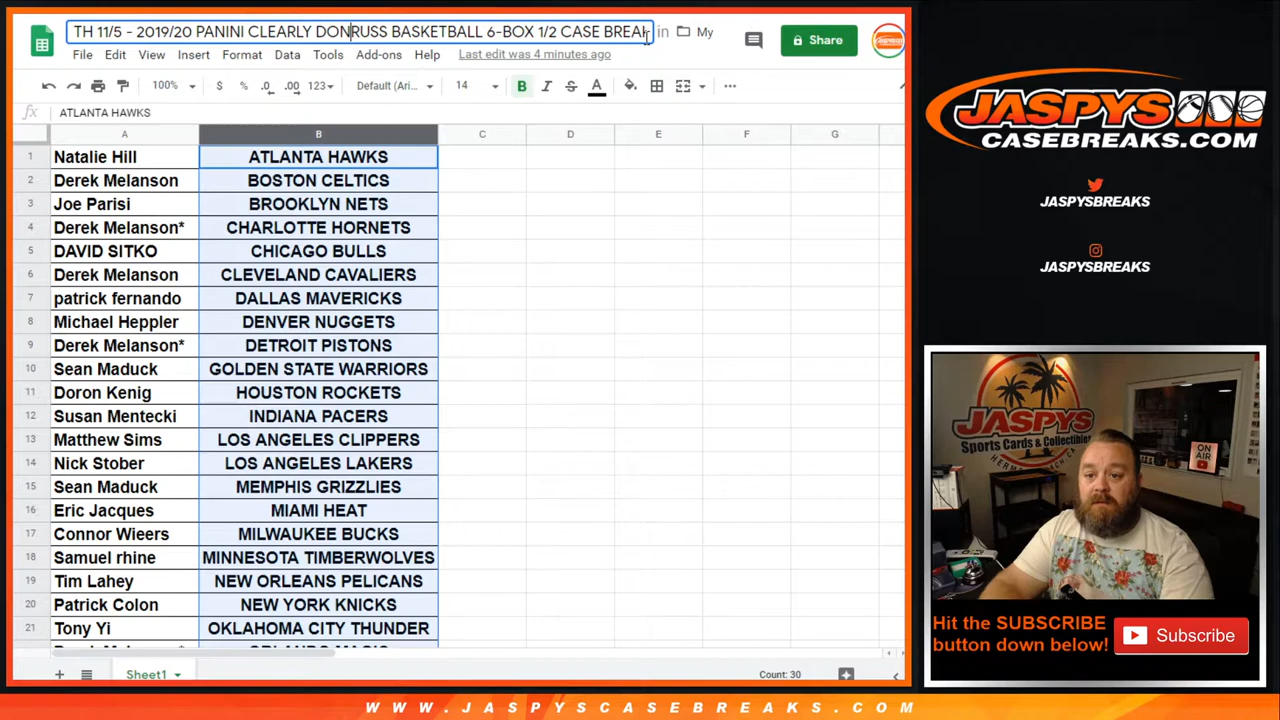 TH 11/5 - 2019/20 PANINI CLEARLY DONRUSS BASKETBALL 6-BOX 1/2 CASE BREAK in My
Share
File Edit View Insert Format Data Tools Add-ons Help Last edit was 4 minutes ago
100% $ % .0 .00 123 Default (Ari... 14 B I S A
fx ATLANTA HAWKS
A B C D E F G
1 Natalie Hill ATLANTA HAWKS
2 Derek Melanson BOSTON CELTICS
3 Joe Parisi BROOKLYN NETS
4 Derek Melanson* CHARLOTTE HORNETS
5 DAVID SITKO CHICAGO BULLS
6 Derek Melanson CLEVELAND CAVALIERS
7 patrick fernando DALLAS MAVERICKS
8 Michael Heppler DENVER NUGGETS
9 Derek Melanson* DETROIT PISTONS
10 Sean Maduck GOLDEN STATE WARRIORS
11 Doron Kenig HOUSTON ROCKETS
12 Susan Mentecki INDIANA PACERS
13 Matthew Sims LOS ANGELES CLIPPERS
14 Nick Stober LOS ANGELES LAKERS
15 Sean Maduck MEMPHIS GRIZZLIES
16 Eric Jacques MIAMI HEAT
17 Connor Wieers MILWAUKEE BUCKS
18 Samuel rhine MINNESOTA TIMBERWOLVES
19 Tim Lahey NEW ORLEANS PELICANS
20 Patrick Colon NEW YORK KNICKS
21 Tony Yi OKLAHOMA CITY THUNDER
Sheet1 Count: 30
JASPYS
CASEBREAKS.COM
JASPYSBREAKS
JASPYSBREAKS
JASPYS
Sports Cards & Collectibles
ON
AIR
Hit the SUBSCRIBE
button down below!
Subscribe
WWW.JASPYSCASEBREAKS.COM